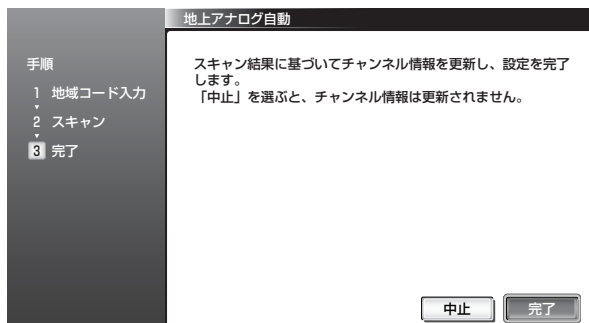 地上アナログ自動
手順
1 地域コード入力
2 スキャン
3 完了
スキャン結果に基づいてチャンネル情報を更新し、設定を完了
します。
「中止」を選ぶと、チャンネル情報は更新されません。
中止
完了